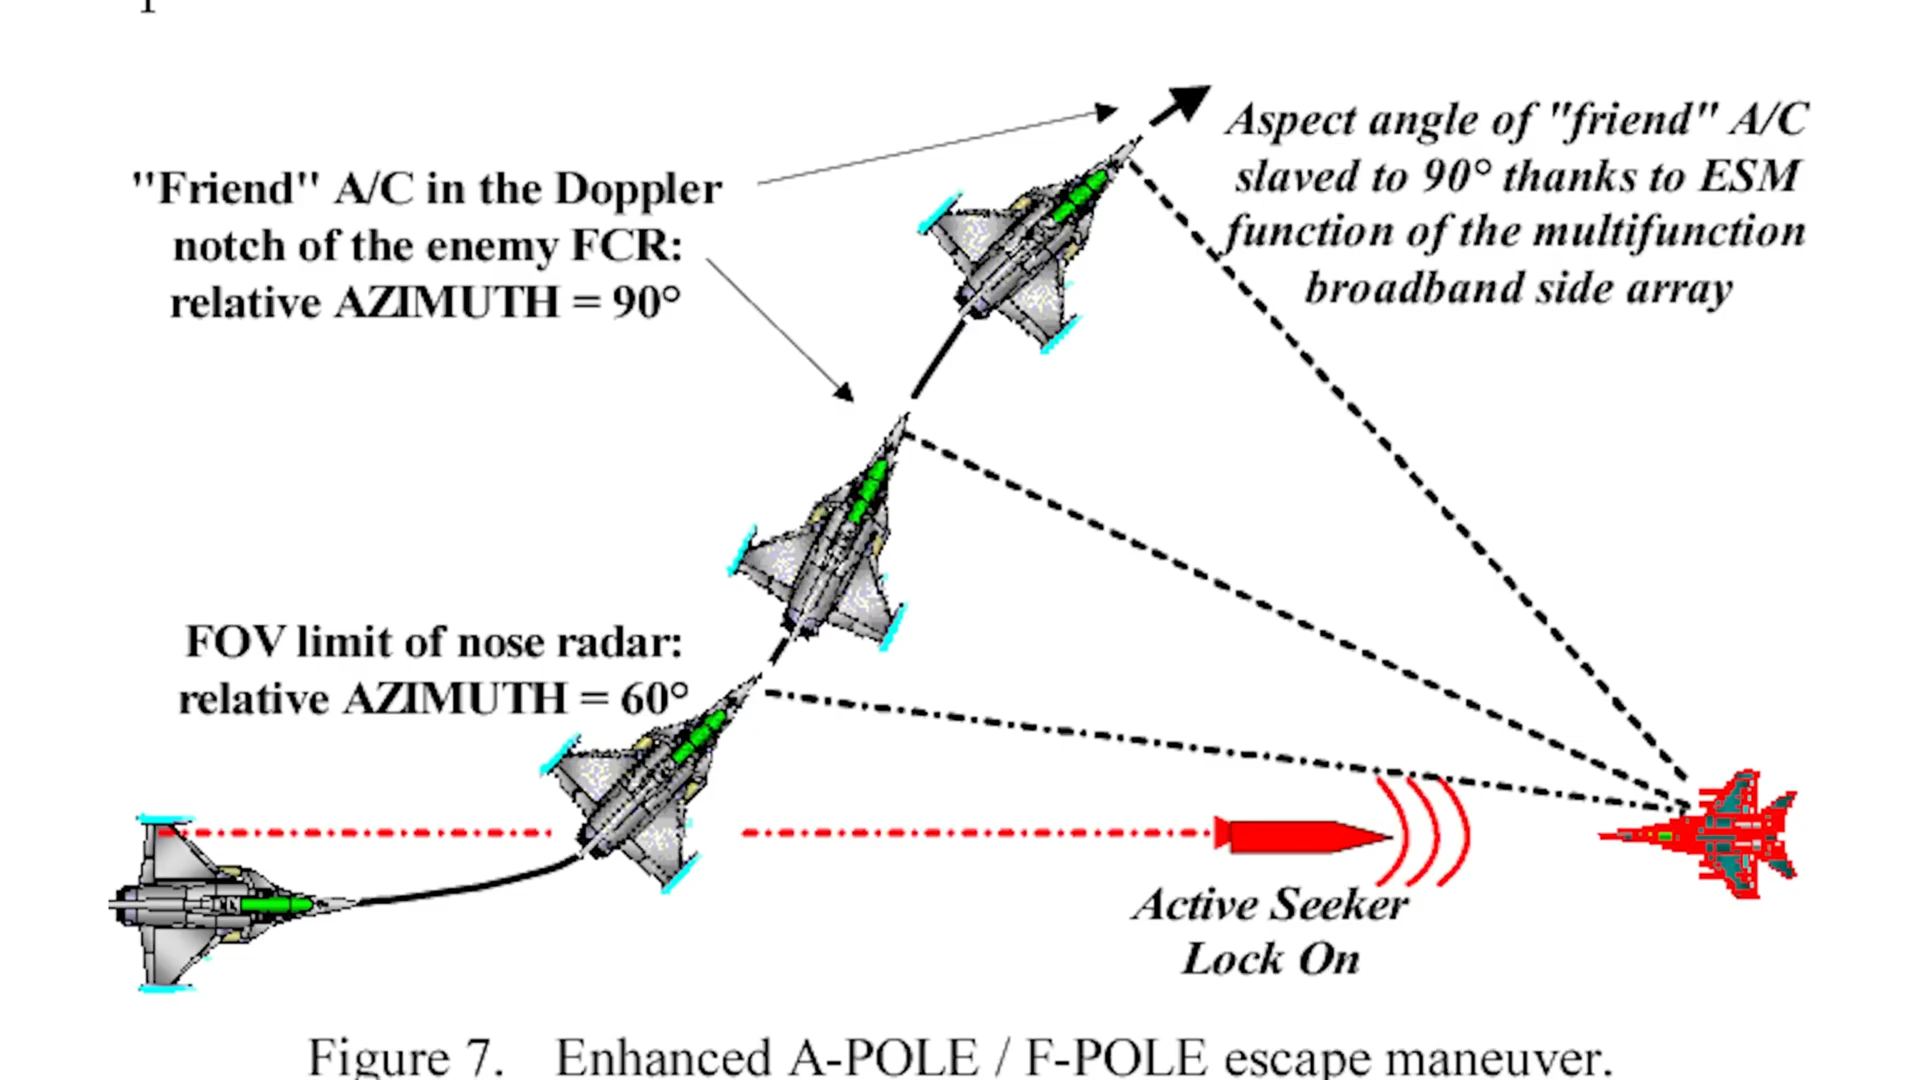 "Friend" A/C in the Doppler
notch of the enemy FCR:
relative AZIMUTH = 90°
Aspect angle of "friend" A/C
slaved to 90° thanks to ESM
function of the multifunction
broadband side array
FOV limit of nose radar:
relative AZIMUTH = 60°
Active Seeker
Lock On
Figure 7. Enhanced A-POLE / F-POLE escape maneuver.